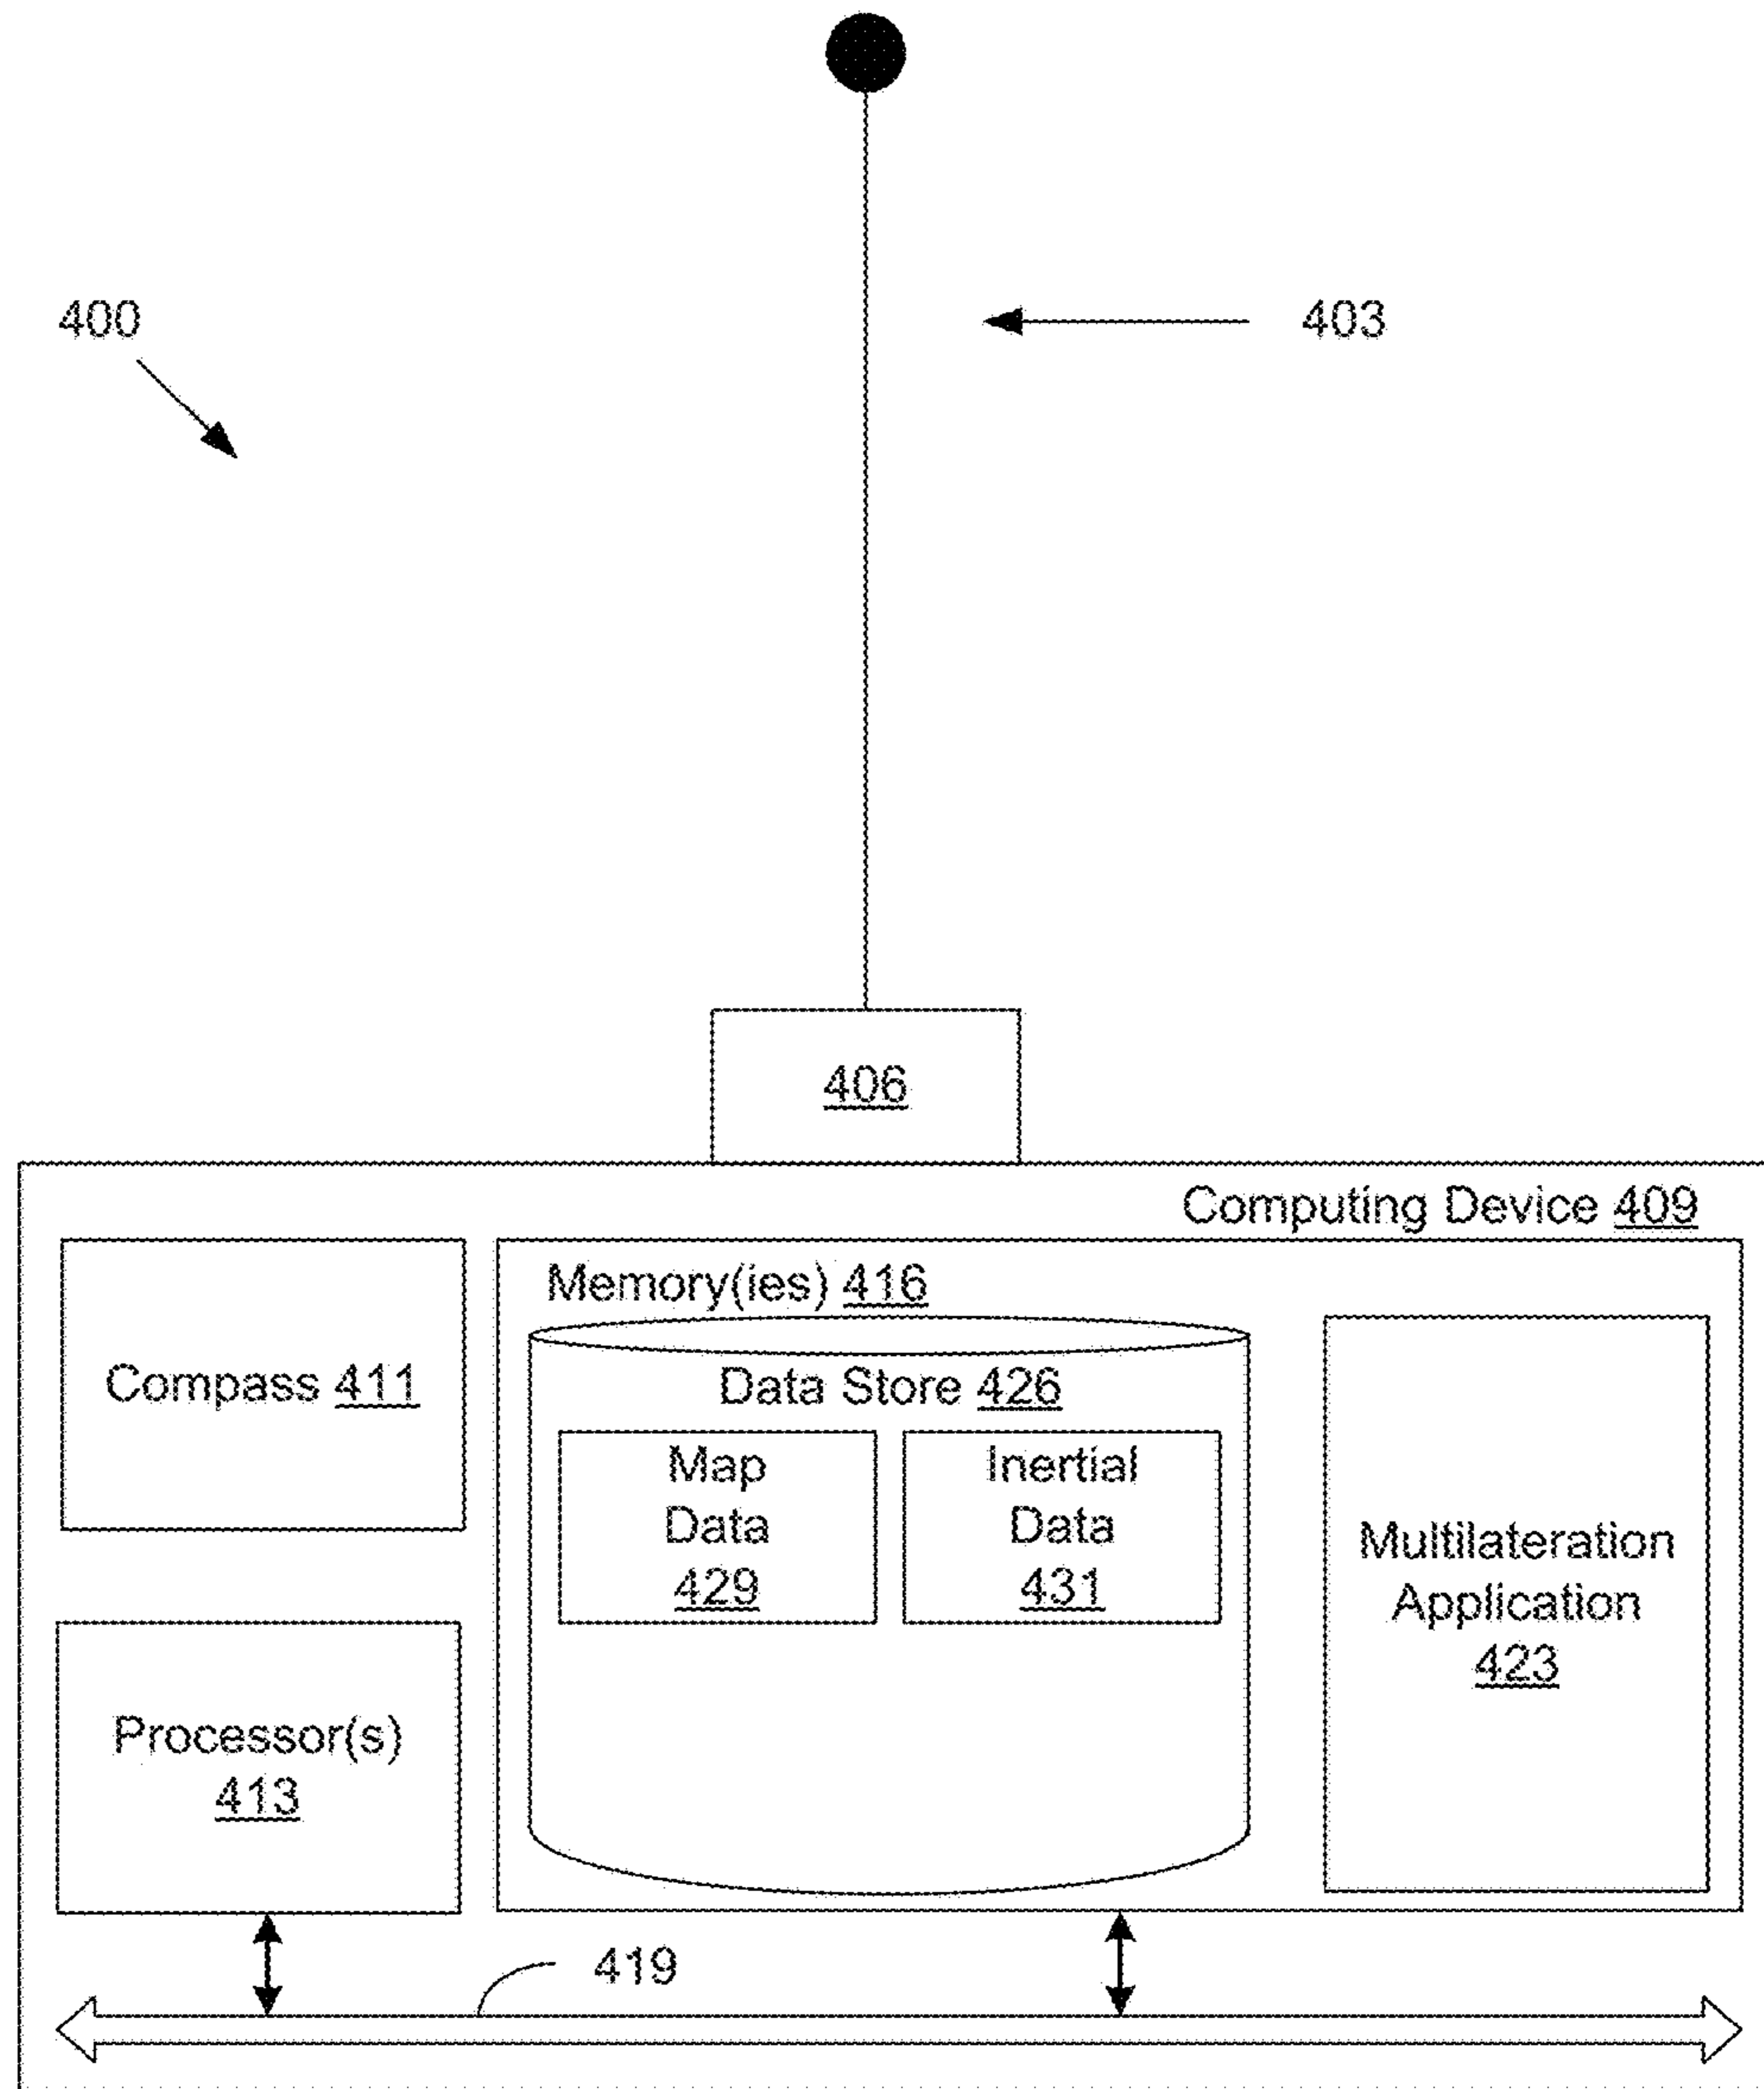 400
403
406
Computing Device 409
Compass 411
Memory(ies) 416
Data Store 426
Map
Data
429
Inertial
Data
431
Multilateration
Application
423
Processor(s)
413
419